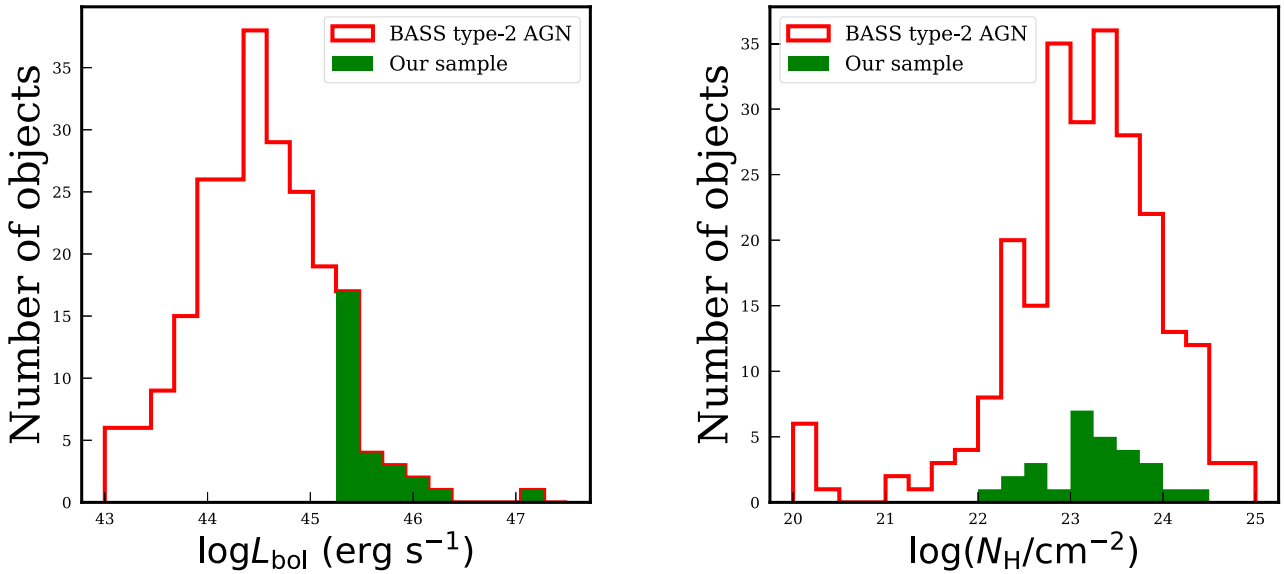 BASS type-2 AGN
Our sample
Number of objects
35
30
25
20
15
10
5
0
43 44 45 46 47
logL_bol (erg s⁻¹)
BASS type-2 AGN
Our sample
Number of objects
35
30
25
20
15
10
5
0
20 21 22 23 24 25
log(N_H/cm⁻²)